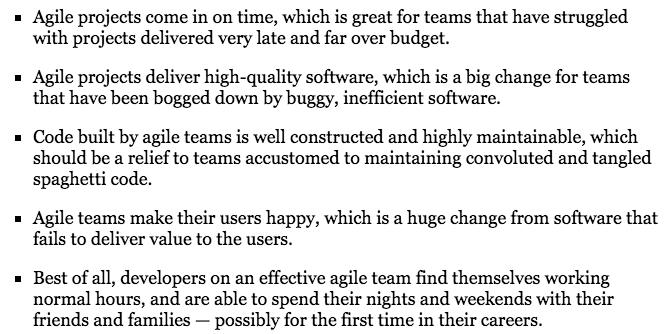 ▪ Agile projects come in on time, which is great for teams that have struggled
with projects delivered very late and far over budget.
▪ Agile projects deliver high-quality software, which is a big change for teams
that have been bogged down by buggy, inefficient software.
▪ Code built by agile teams is well constructed and highly maintainable, which
should be a relief to teams accustomed to maintaining convoluted and tangled
spaghetti code.
▪ Agile teams make their users happy, which is a huge change from software that
fails to deliver value to the users.
▪ Best of all, developers on an effective agile team find themselves working
normal hours, and are able to spend their nights and weekends with their
friends and families — possibly for the first time in their careers.